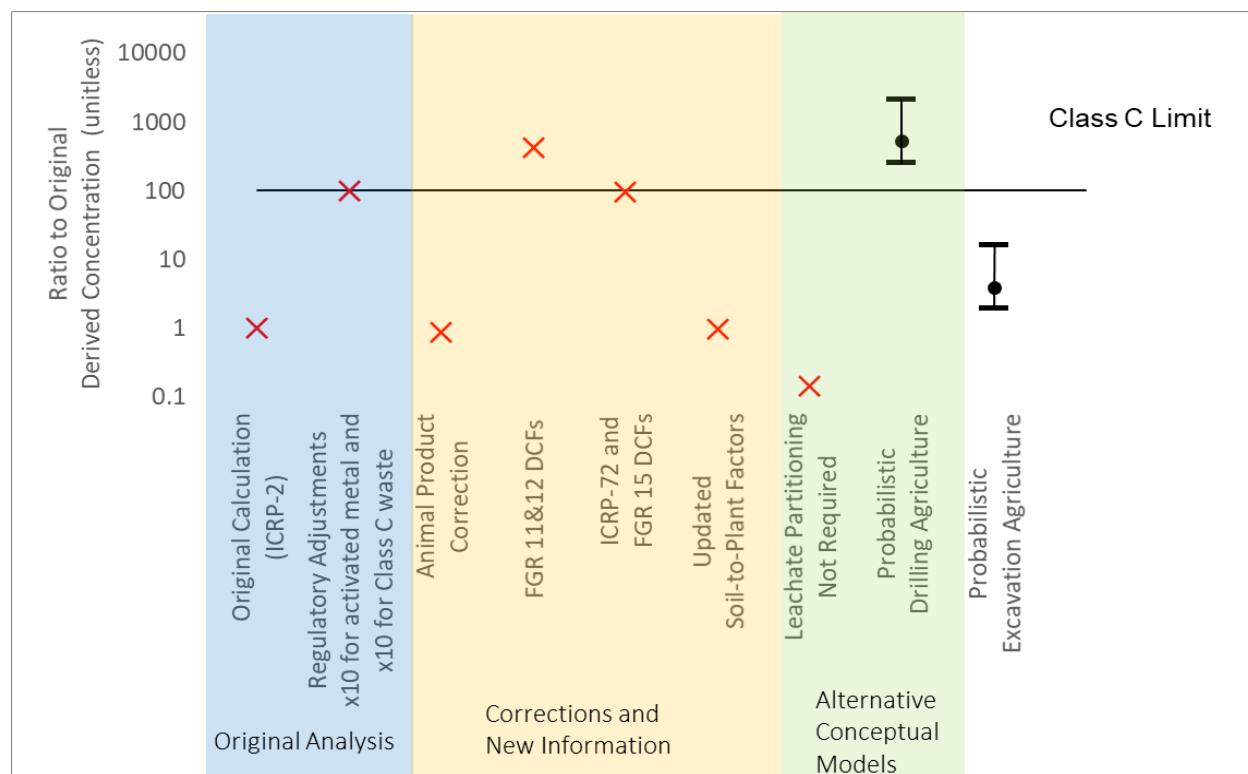 Ratio to Original
Derived Concentration (unitless)
10000
1000
100
10
1
0.1
Class C Limit
Original Calculation
(ICRP-2)
Regulatory Adjustments
x10 for activated metal and
x10 for Class C waste
Animal Product
Correction
FGR 11&12 DCFs
ICRP-72 and
FGR 15 DCFs
Updated
Soil-to-Plant Factors
Leachate Partitioning
Not Required
Probabilistic
Drilling Agriculture
Probabilistic
Excavation Agriculture
Original Analysis
Corrections and
New Information
Alternative
Conceptual
Models